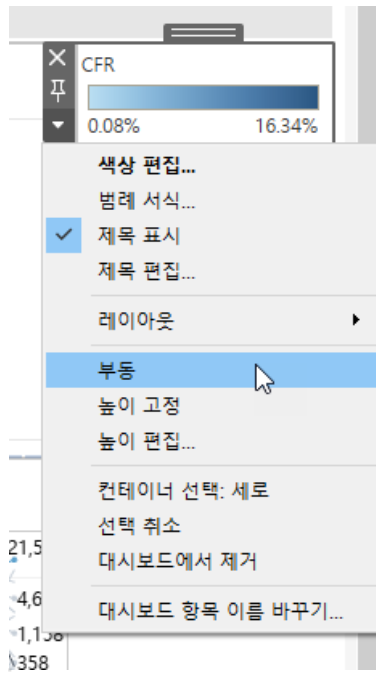 CFR
0.08% 16.34%
색상 편집...
범례 서식...
제목 표시
제목 편집...
레이아웃
부동
높이 고정
높이 편집...
컨테이너 선택: 세로
선택 취소
대시보드에서 제거
대시보드 항목 이름 바꾸기...
21,5
4,6
1,158
358